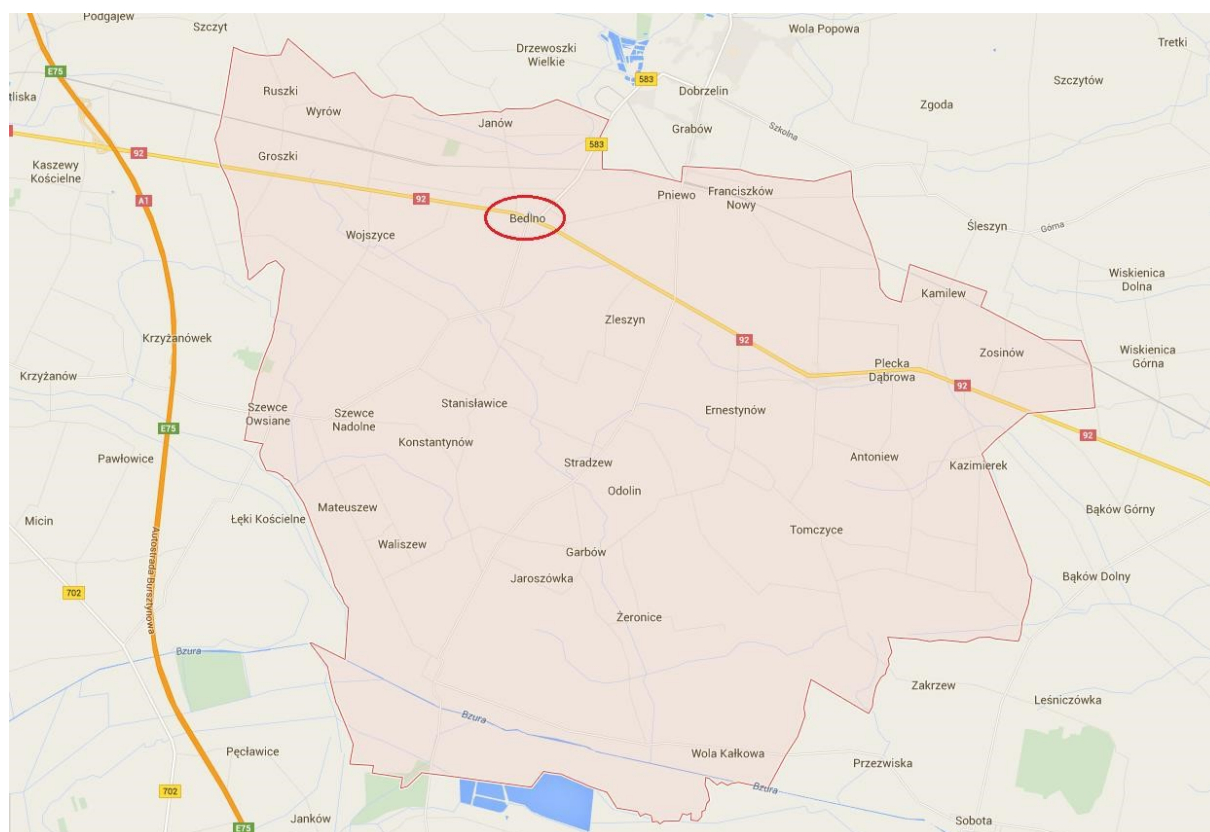 Podgajew
Szczyt
Wola Popowa
Tretki
Drzewoszki
Wielkie
E75
583
Szczytów
Ruszki
Dobrzelin
Wyrów
Zgoda
Janów
Grabów
Szkolna
92
583
Groszki
Kaszewy
Kościelne
A1
92
Pniewo
Franciszków
Nowy
Bedlno
Śleszyn
Górna
Wojszyce
Wiskienica
Dolna
Kamilew
Zleszyn
Krzyżanówek
92
Zosinów
Wiskienica
Górna
Plecka
Dąbrowa
Krzyżanów
92
Stanisławice
Szewce
Owsiane
Szewce
Nadolne
Ernestynów
E75
92
Konstantynów
Pawłowice
Antoniew
Stradzew
Kazimierek
Odolin
Mateuszew
Bąków Górny
Micin
Łęki Kościelne
Tomczyce
Waliszew
Garbów
Autostrada Bursztynowa
Jaroszówka
Bąków Dolny
702
Żeronice
Bzura
Zakrzew
Leśniczówka
Bzura
Pęcławice
Wola Kałkowa
Przezwiska
702
Bzura
Janków
Sobota
E75